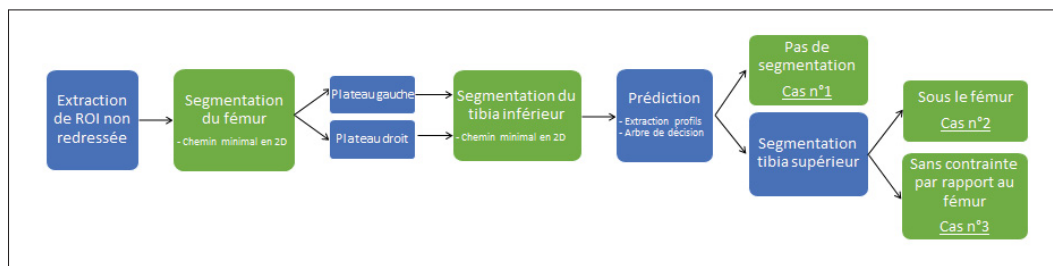 Extraction
de ROI non
redressée
Segmentation
du fémur
- Chemin minimal en 2D
Plateau gauche
Plateau droit
Segmentation du
tibia inférieur
- Chemin minimal en 2D
Prédiction
- Extraction profils
- Arbre de décision
Pas de
segmentation
Cas n°1
Segmentation
tibia supérieur
Sous le fémur
Cas n°2
Sans contrainte
par rapport au
fémur
Cas n°3